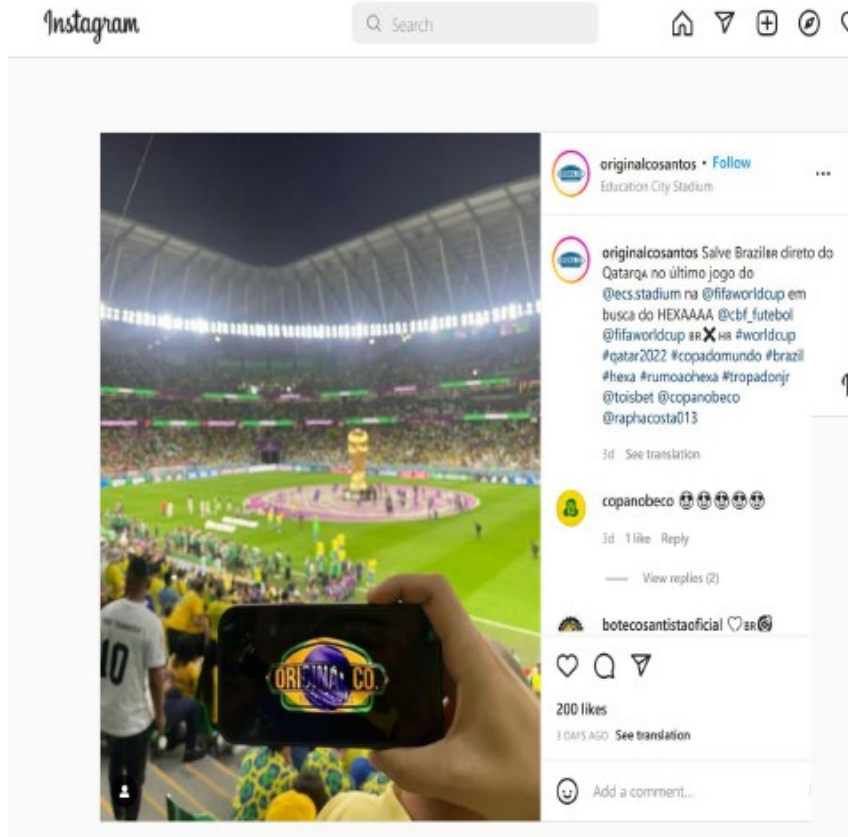 Instagram
Search
originalcosantos • Follow
Education City Stadium
...
originalcosantos Salve Brazil🇧🇷 direto do
Qatar🇶🇦 no último jogo do
@ecs.stadium na @fifaworldcup em
busca do HEXAAAA @cbf_futebol
@fifaworldcup 🇧🇷✖️🇭🇷 #worldcup
#qatar2022 #copadomundo #brazil
#hexa #rumoaohexa #tropadonjr
@toisbet @copanobeco
@raphacosta013
3d See translation
copanobeco
3d 1 like Reply
View replies (2)
botecosantistaoficial ♡🇧🇷
200 likes
3 DAYS AGO See translation
Add a comment...
10
ORIGINAL CO.